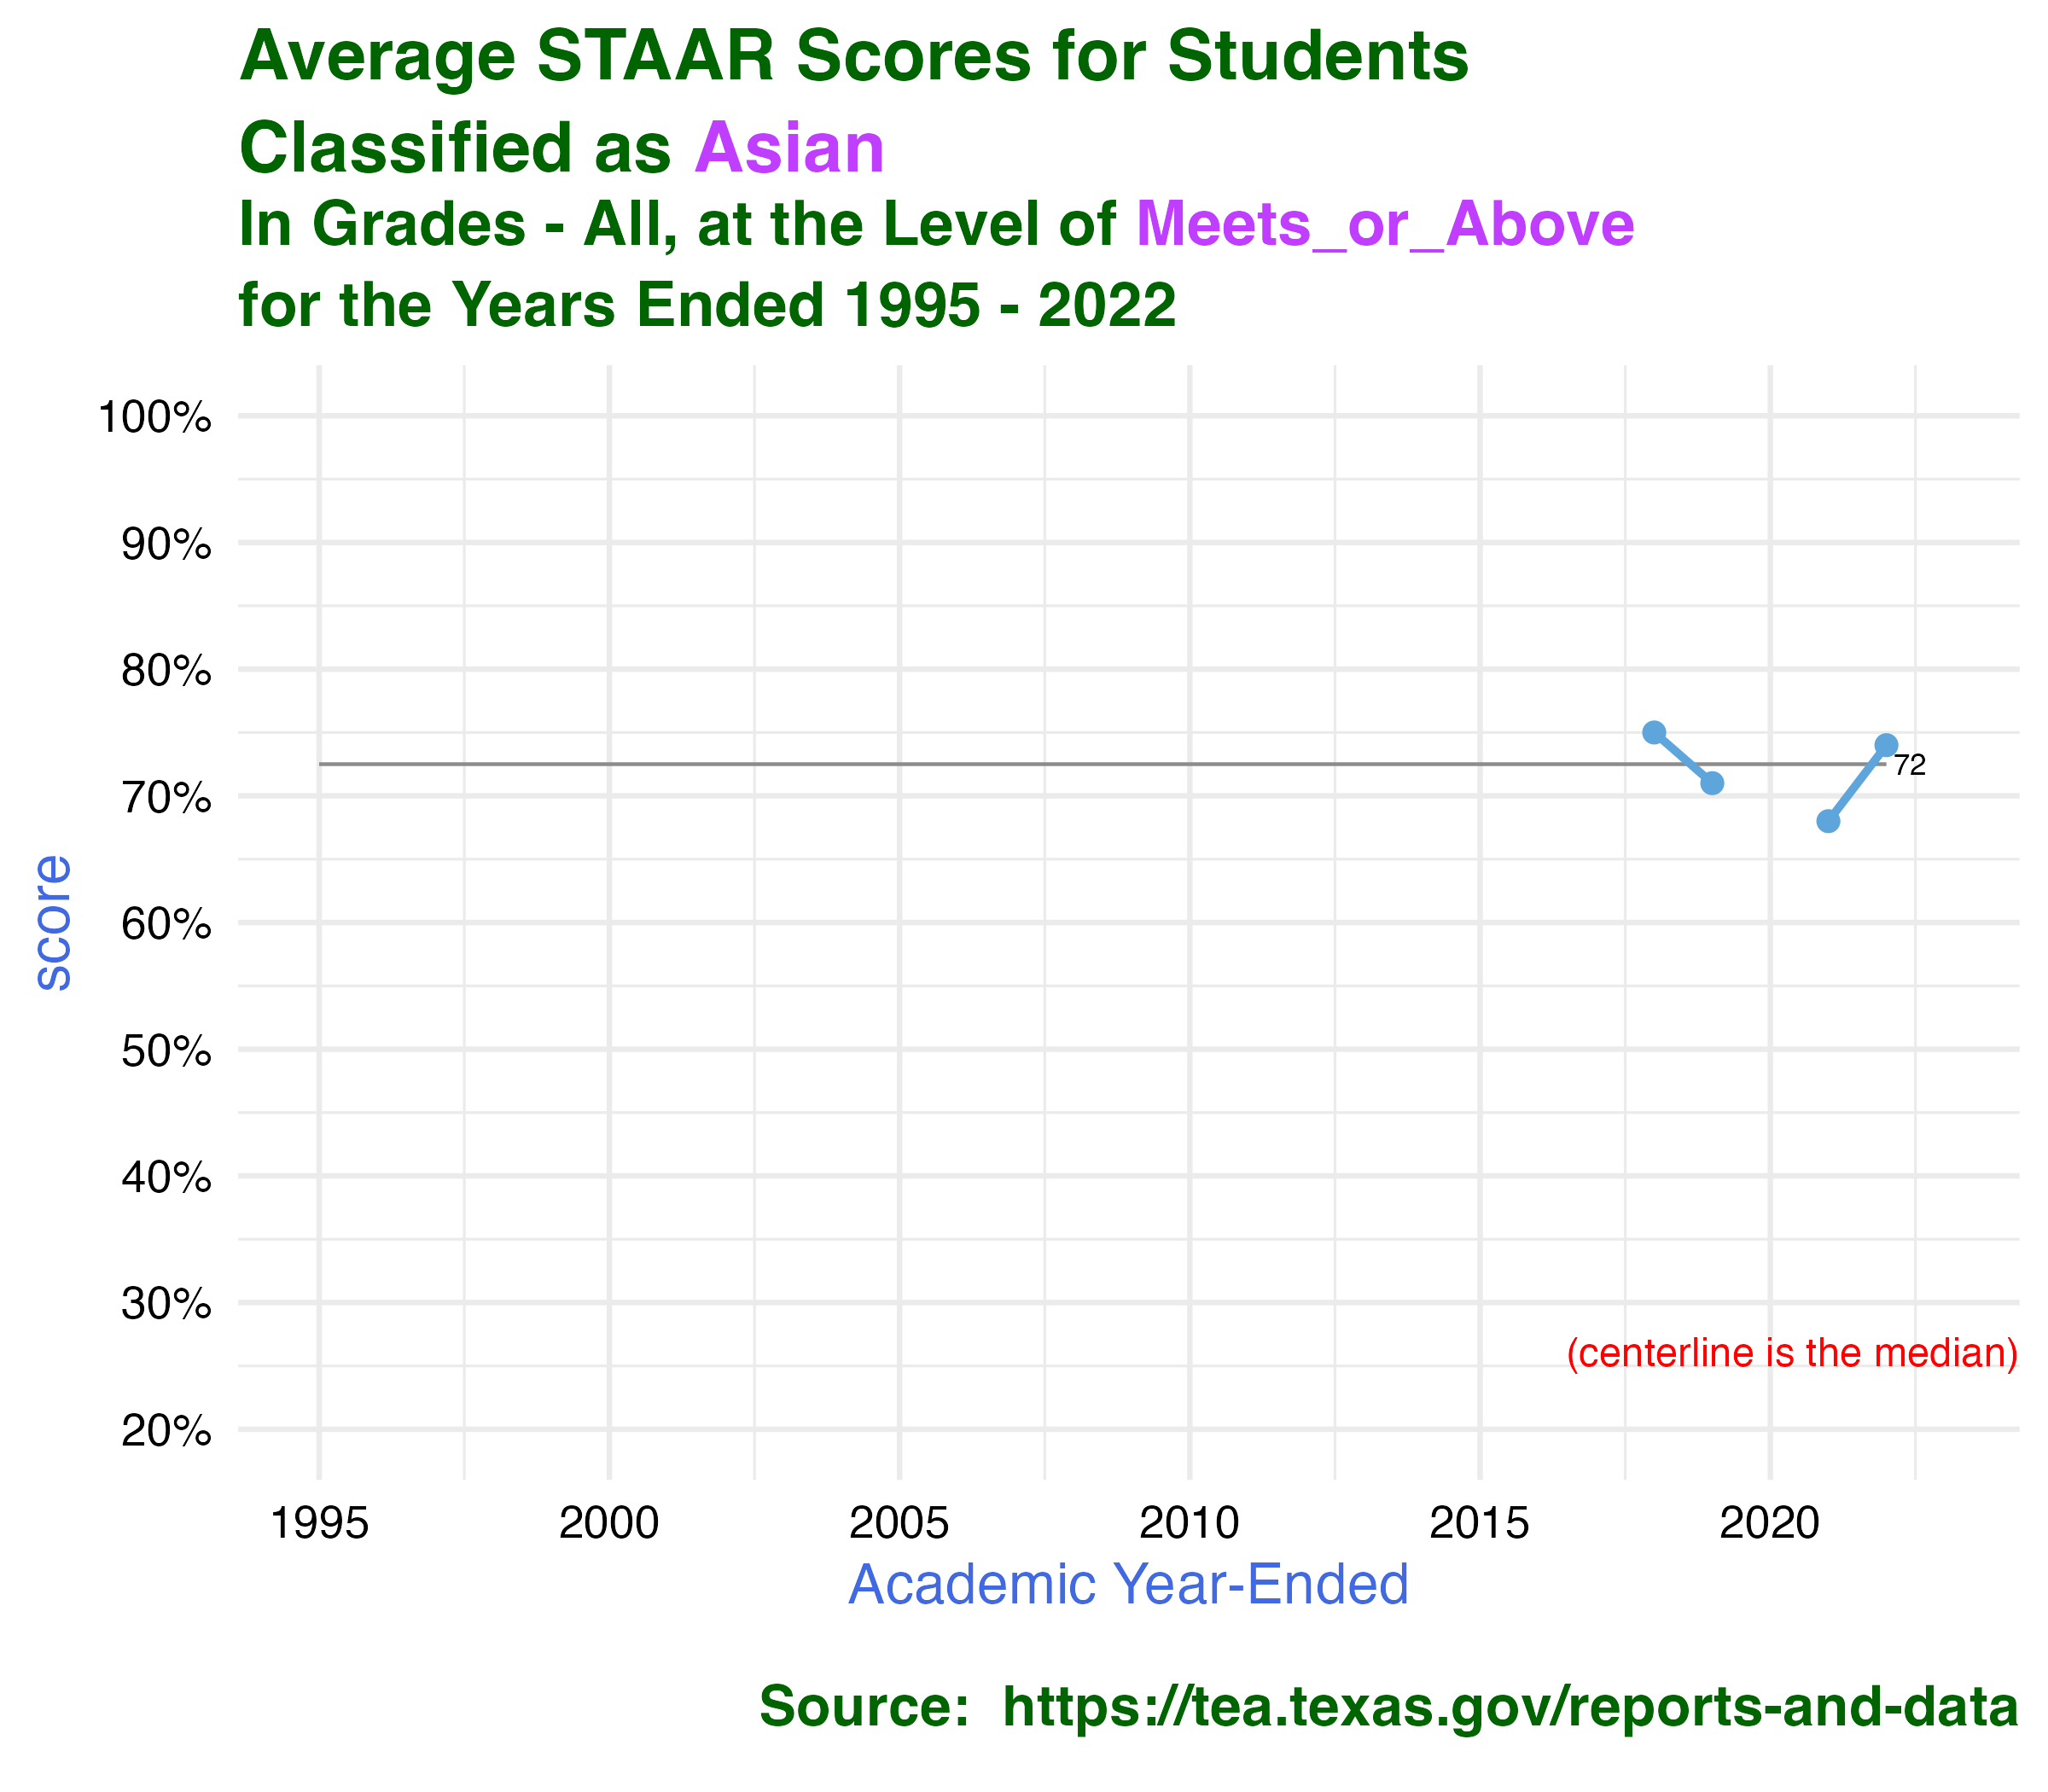 Average STAAR Scores for Students
Classified as Asian
In Grades - All, at the Level of Meets_or_Above
for the Years Ended 1995 - 2022
100%
90%
80%
72
70%
score
60%
50%
40%
30%
(centerline is the median)
20%
1995 2000 2005 2010 2015 2020
Academic Year-Ended
Source:  https://tea.texas.gov/reports-and-data